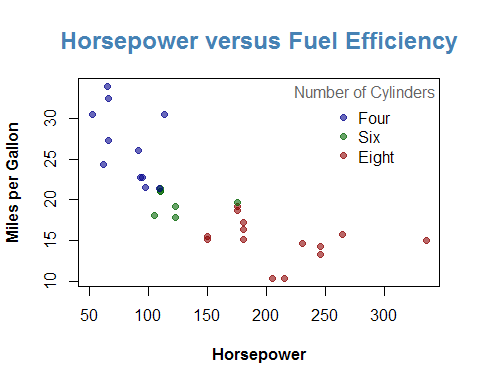 Horsepower versus Fuel Efficiency
Number of Cylinders
Four
Six
Eight
Miles per Gallon
30
25
20
15
10
50 100 150 200 250 300
Horsepower